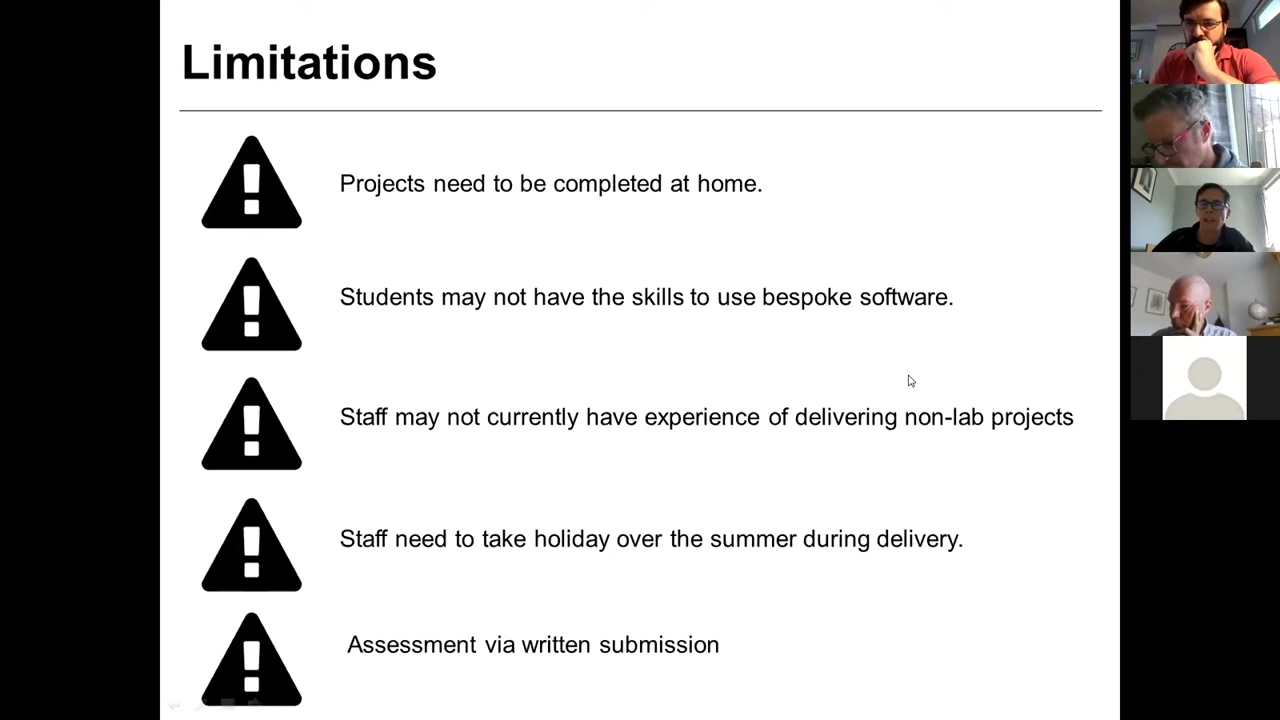 Limitations
Projects need to be completed at home.
Students may not have the skills to use bespoke software.
Staff may not currently have experience of delivering non-lab projects
Staff need to take holiday over the summer during delivery.
Assessment via written submission